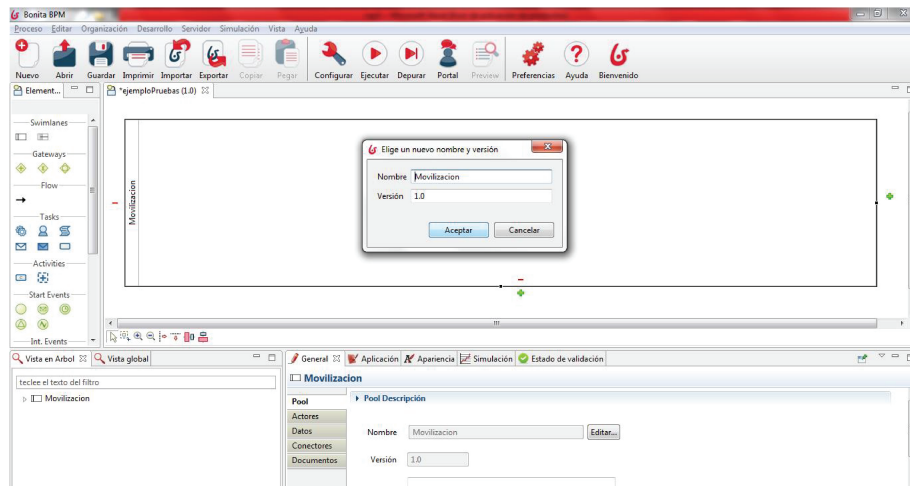 Bonita BPM
Proceso Editar Organización Desarrollo Servidor Simulación Vista Ayuda
Nuevo Abrir Guardar Imprimir Importar Exportar Copiar Pegar Configurar Ejecutar Depurar Portal Preview Preferencias Ayuda Bienvenido
Element...
*ejemploPruebas (1.0)
Swimlanes
Gateways
Flow
Tasks
Activities
Start Events
Int. Events
Movilizacion
Elige un nuevo nombre y versión
Nombre Movilizacion
Versión 1.0
Aceptar Cancelar
Vista en Arbol Vista global
teclee el texto del filtro
Movilizacion
General Aplicación Apariencia Simulación Estado de validación
Movilizacion
Pool
Actores
Datos
Conectores
Documentos
Pool Descripción
Nombre Movilizacion Editar...
Versión 1.0